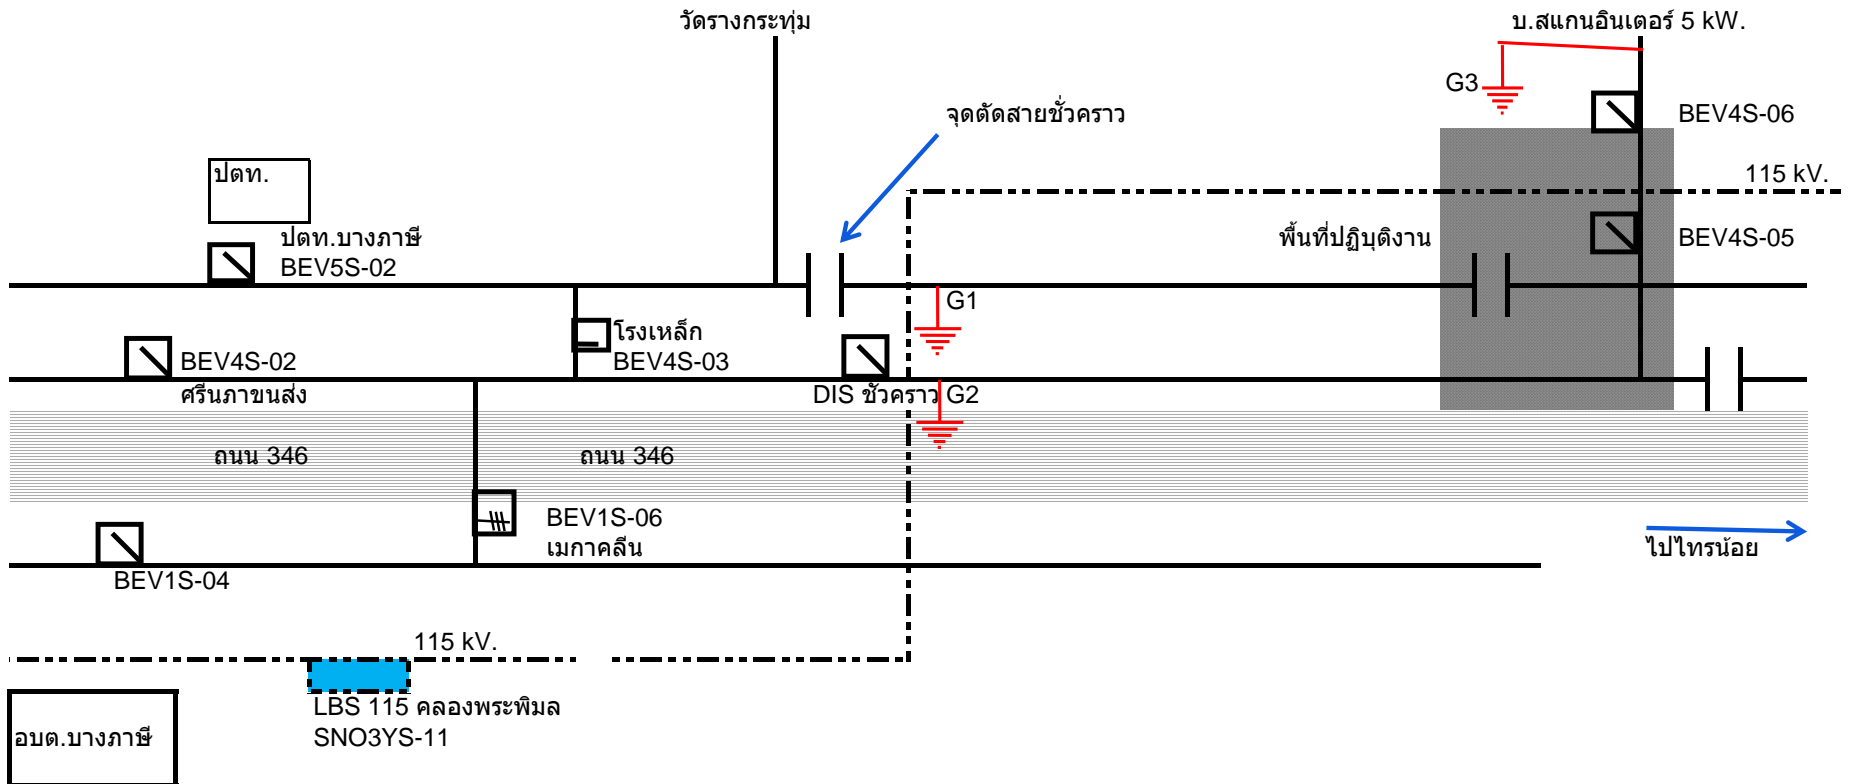 วัดรางกระทุ่ม
บ.สแกนอินเตอร์ 5 kW.
G3
จุดตัดสายชั่วคราว
BEV4S-06
ปตท.
115 kV.
ปตท.บางภาษี
BEV5S-02
พื้นที่ปฏิบุติงาน
BEV4S-05
G1
โรงเหล็ก
BEV4S-03
BEV4S-02
ศรีนภาขนส่ง
DIS ชั่วคราว
G2
ถนน 346
ถนน 346
BEV1S-06
เมกาคลีน
ไปไทรน้อย
BEV1S-04
115 kV.
LBS 115 คลองพระพิมล
SNO3YS-11
อบต.บางภาษี